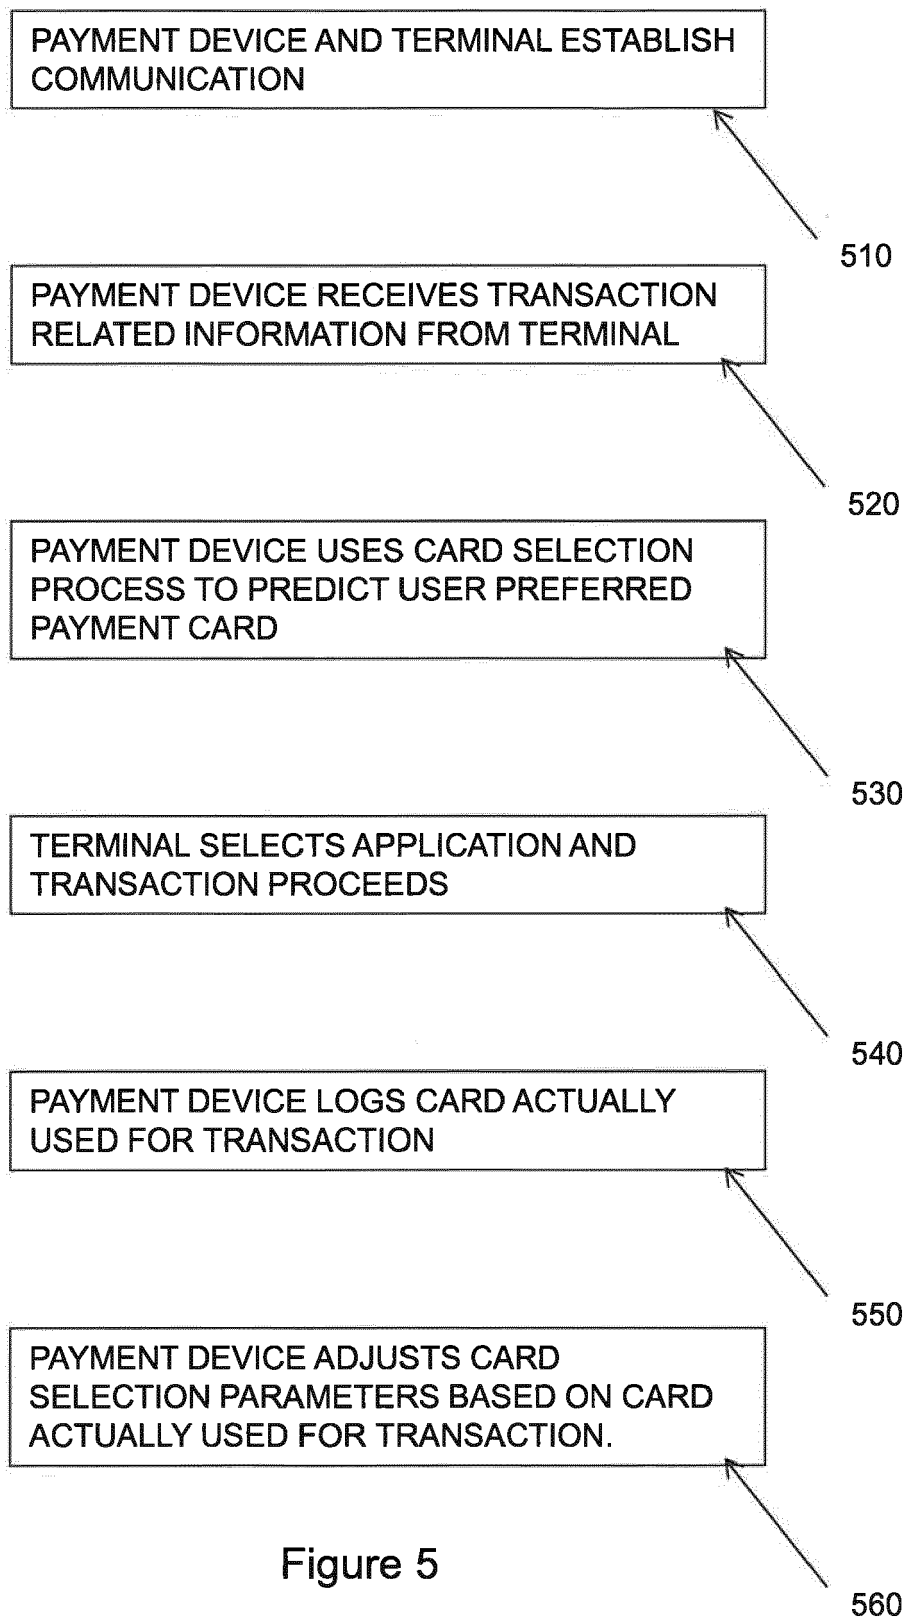 PAYMENT DEVICE AND TERMINAL ESTABLISH
COMMUNICATION
510
PAYMENT DEVICE RECEIVES TRANSACTION
RELATED INFORMATION FROM TERMINAL
520
PAYMENT DEVICE USES CARD SELECTION
PROCESS TO PREDICT USER PREFERRED
PAYMENT CARD
530
TERMINAL SELECTS APPLICATION AND
TRANSACTION PROCEEDS
540
PAYMENT DEVICE LOGS CARD ACTUALLY
USED FOR TRANSACTION
550
PAYMENT DEVICE ADJUSTS CARD
SELECTION PARAMETERS BASED ON CARD
ACTUALLY USED FOR TRANSACTION.
Figure 5
560